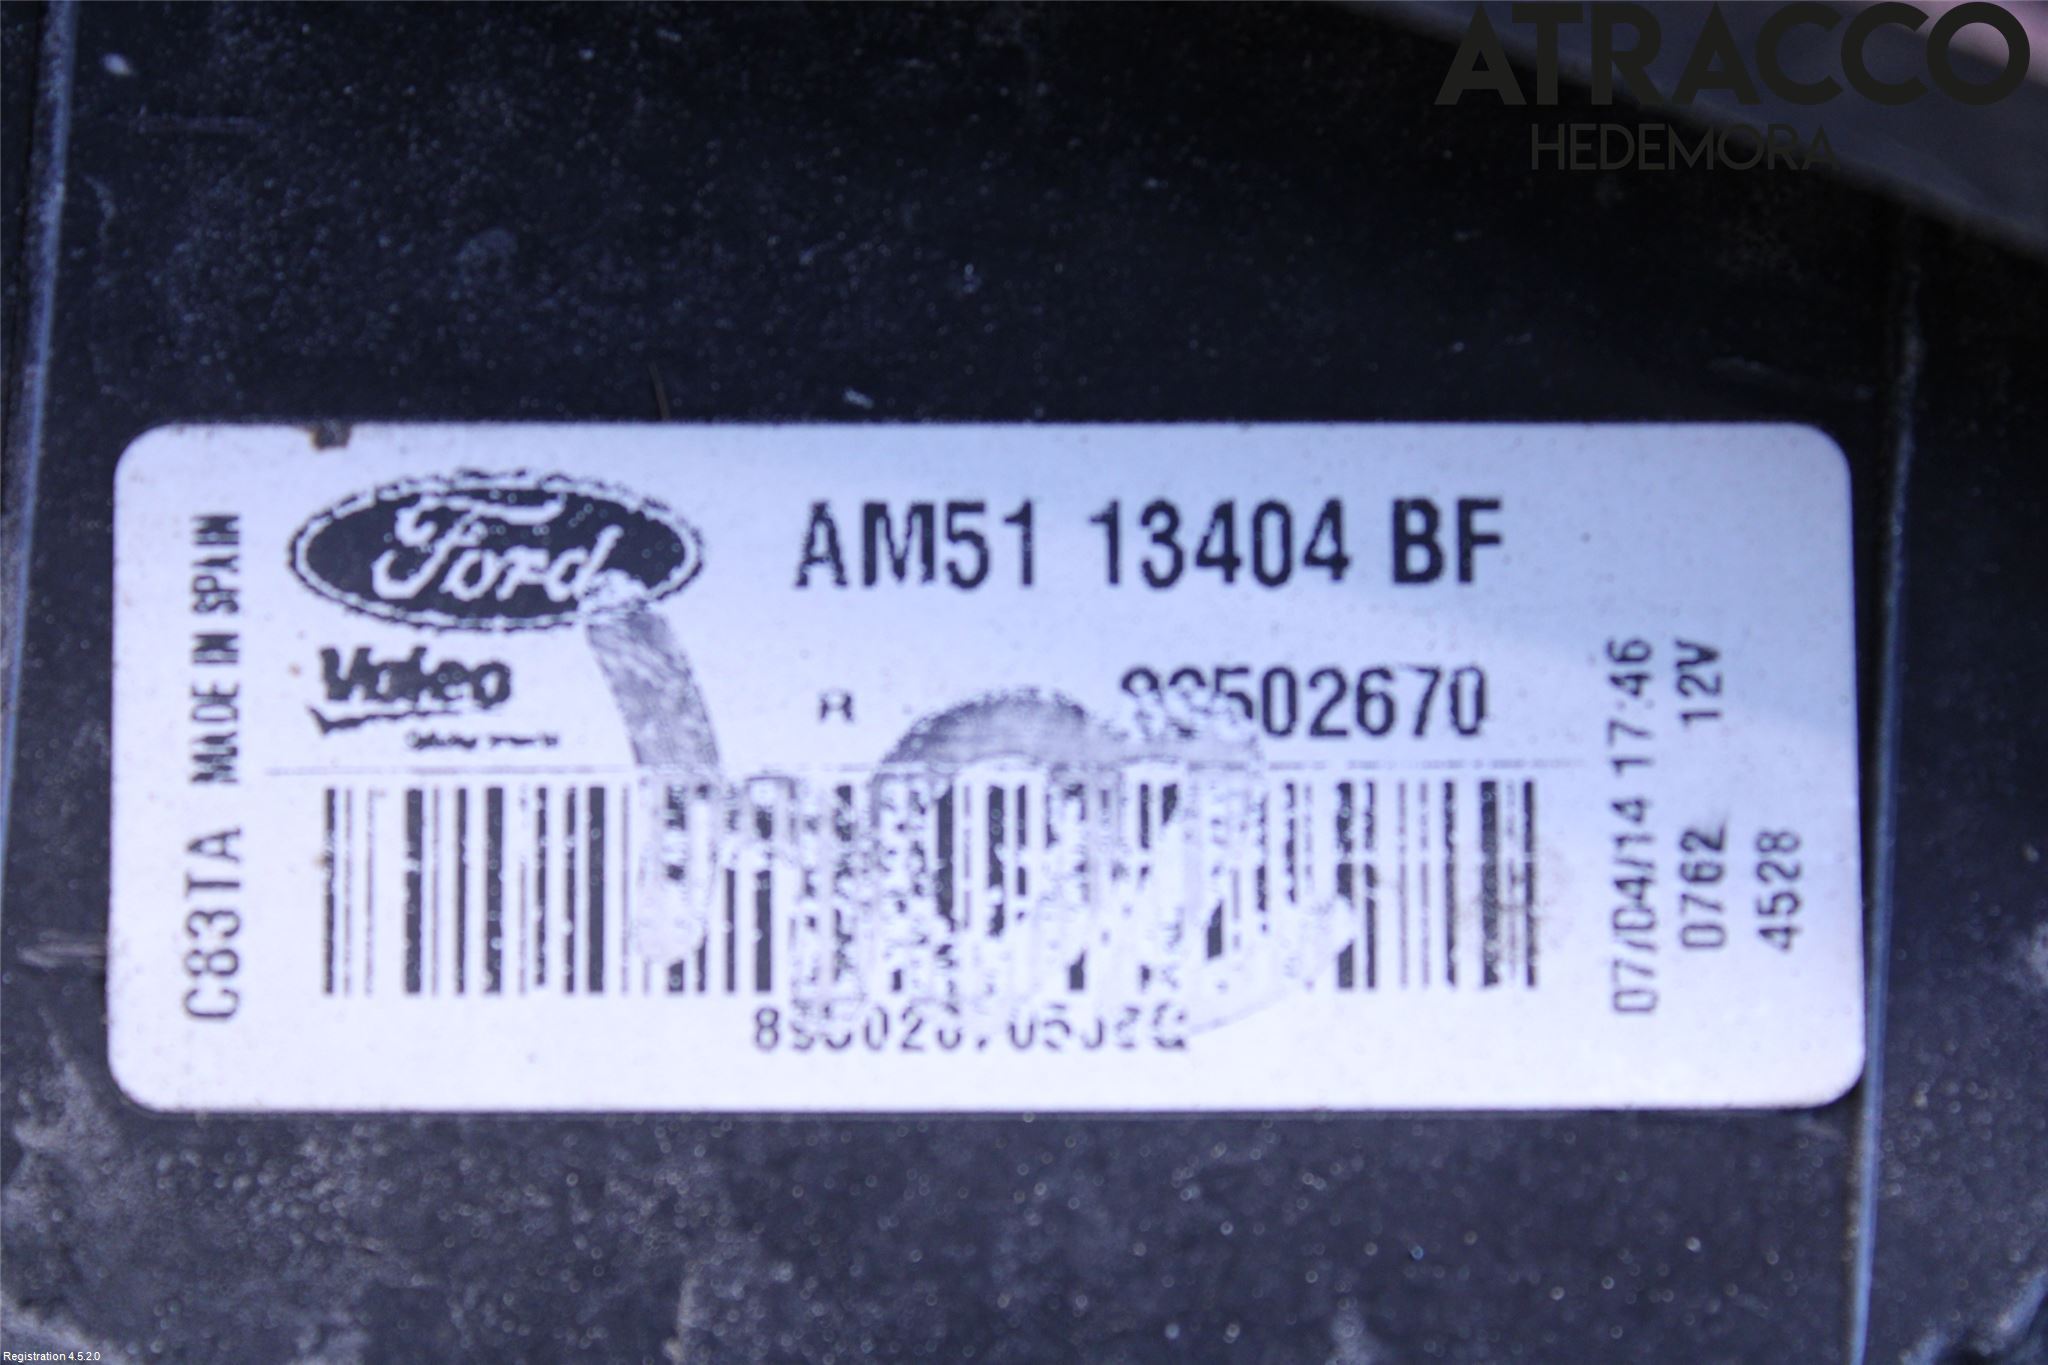 ATRACCO
HEDEMORA
Ford
AM51 13404 BF
Valeo
R
C83TA MADE IN SPAIN
07/04/14 17:46
0762 12V
4528
Registration 4.5.2.0